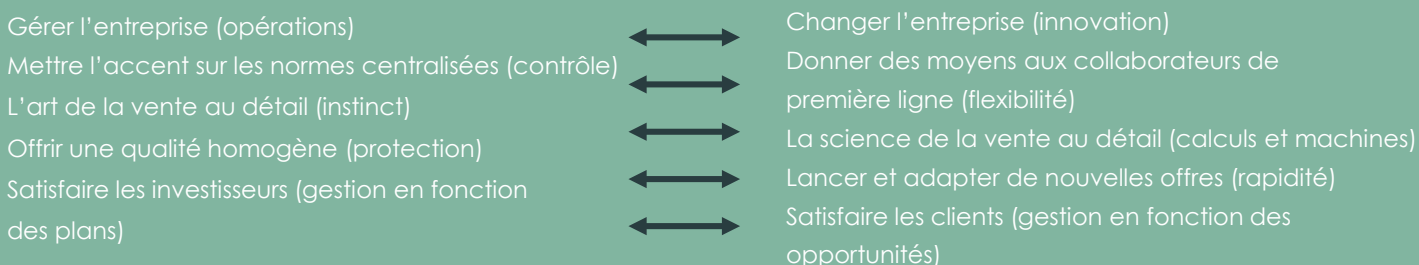 Gérer l’entreprise (opérations)
Mettre l’accent sur les normes centralisées (contrôle)
L’art de la vente au détail (instinct)
Offrir une qualité homogène (protection)
Satisfaire les investisseurs (gestion en fonction
des plans)
Changer l’entreprise (innovation)
Donner des moyens aux collaborateurs de
première ligne (flexibilité)
La science de la vente au détail (calculs et machines)
Lancer et adapter de nouvelles offres (rapidité)
Satisfaire les clients (gestion en fonction des
opportunités)